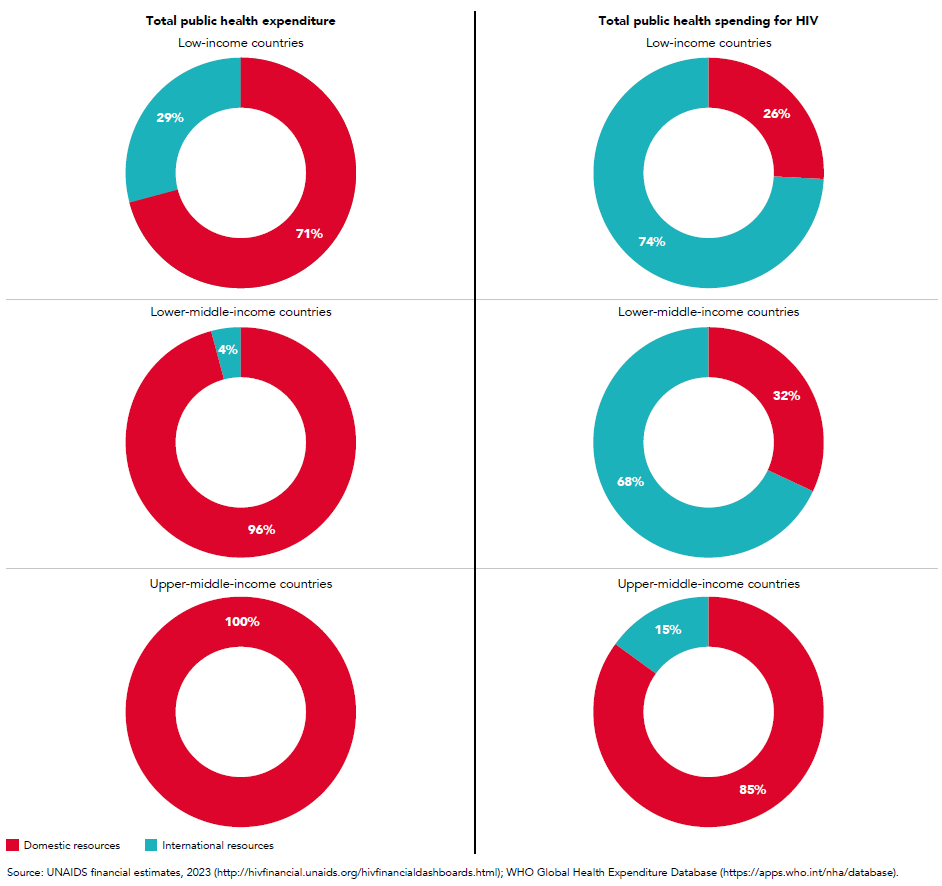 Total public health expenditure
Low-income countries
29%
71%
Lower-middle-income countries
4%
96%
Upper-middle-income countries
100%
Total public health spending for HIV
Low-income countries
26%
74%
Lower-middle-income countries
32%
68%
Upper-middle-income countries
15%
85%
Domestic resources
International resources
Source: UNAIDS financial estimates, 2023 (http://hivfinancial.unaids.org/hivfinancialdashboards.html); WHO Global Health Expenditure Database (https://apps.who.int/nha/database).